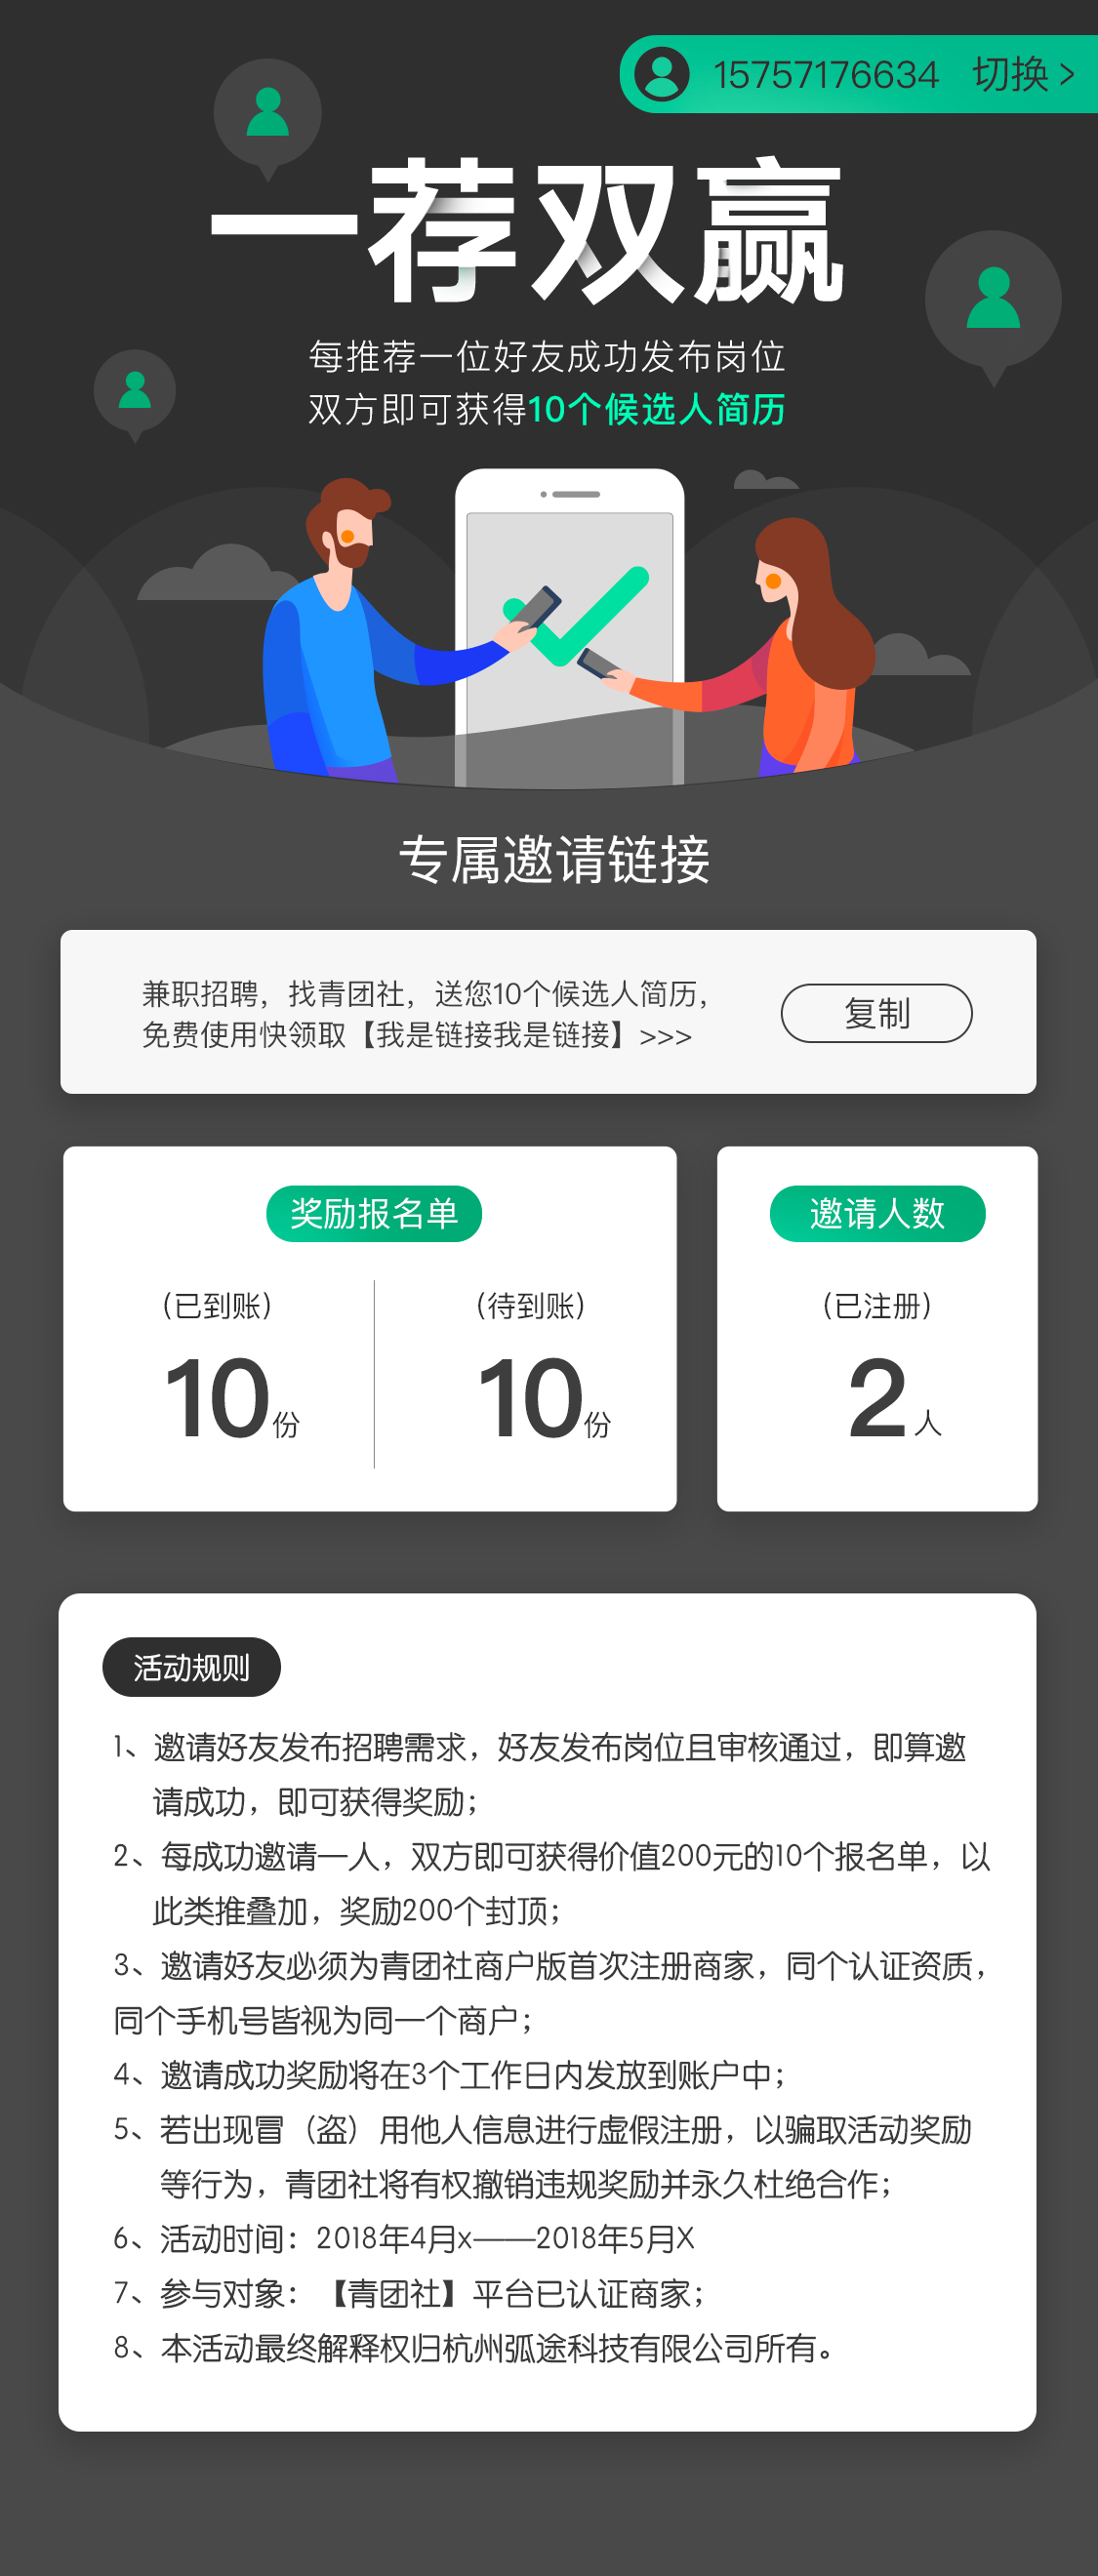 15757176634 切换 >
一荐双赢
每推荐一位好友成功发布岗位
双方即可获得10个候选人简历
专属邀请链接
兼职招聘，找青团社，送您10个候选人简历，
免费使用快领取【我是链接我是链接】>>>
复制
奖励报名单
邀请人数
（已到账）
（待到账）
（已注册）
10份
10份
2人
活动规则
1、邀请好友发布招聘需求，好友发布岗位且审核通过，即算邀
请成功，即可获得奖励；
2、每成功邀请一人，双方即可获得价值200元的10个报名单，以
此类推叠加，奖励200个封顶；
3、邀请好友必须为青团社商户版首次注册商家，同个认证资质，
同个手机号皆视为同一个商户；
4、邀请成功奖励将在3个工作日内发放到账户中；
5、若出现冒（盗）用他人信息进行虚假注册，以骗取活动奖励
等行为，青团社将有权撤销违规奖励并永久杜绝合作；
6、活动时间：2018年4月x——2018年5月X
7、参与对象：【青团社】平台已认证商家；
8、本活动最终解释权归杭州弧途科技有限公司所有。